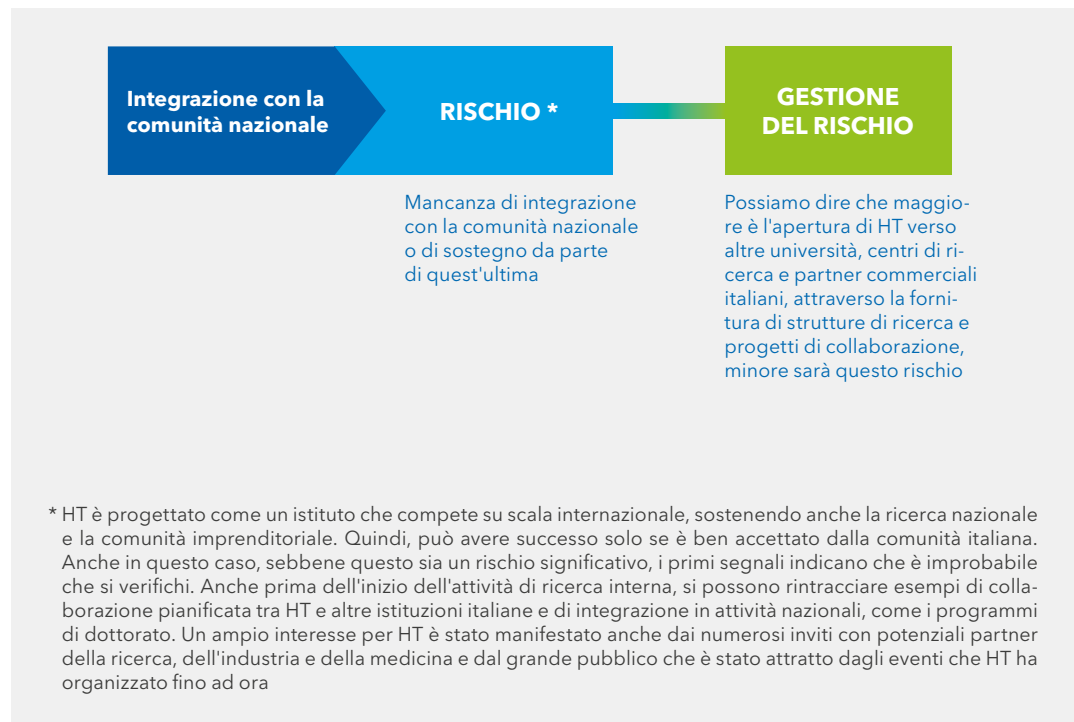 Integrazione con la
comunità nazionale
RISCHIO *
GESTIONE
DEL RISCHIO
Mancanza di integrazione
con la comunità nazionale
o di sostegno da parte
di quest'ultima
Possiamo dire che maggio-
re è l'apertura di HT verso
altre università, centri di ri-
cerca e partner commerciali
italiani, attraverso la forni-
tura di strutture di ricerca e
progetti di collaborazione,
minore sarà questo rischio
* HT è progettato come un istituto che compete su scala internazionale, sostenendo anche la ricerca nazionale
e la comunità imprenditoriale. Quindi, può avere successo solo se è ben accettato dalla comunità italiana.
Anche in questo caso, sebbene questo sia un rischio significativo, i primi segnali indicano che è improbabile
che si verifichi. Anche prima dell'inizio dell'attività di ricerca interna, si possono rintracciare esempi di colla-
borazione pianificata tra HT e altre istituzioni italiane e di integrazione in attività nazionali, come i programmi
di dottorato. Un ampio interesse per HT è stato manifestato anche dai numerosi inviti con potenziali partner
della ricerca, dell'industria e della medicina e dal grande pubblico che è stato attratto dagli eventi che HT ha
organizzato fino ad ora